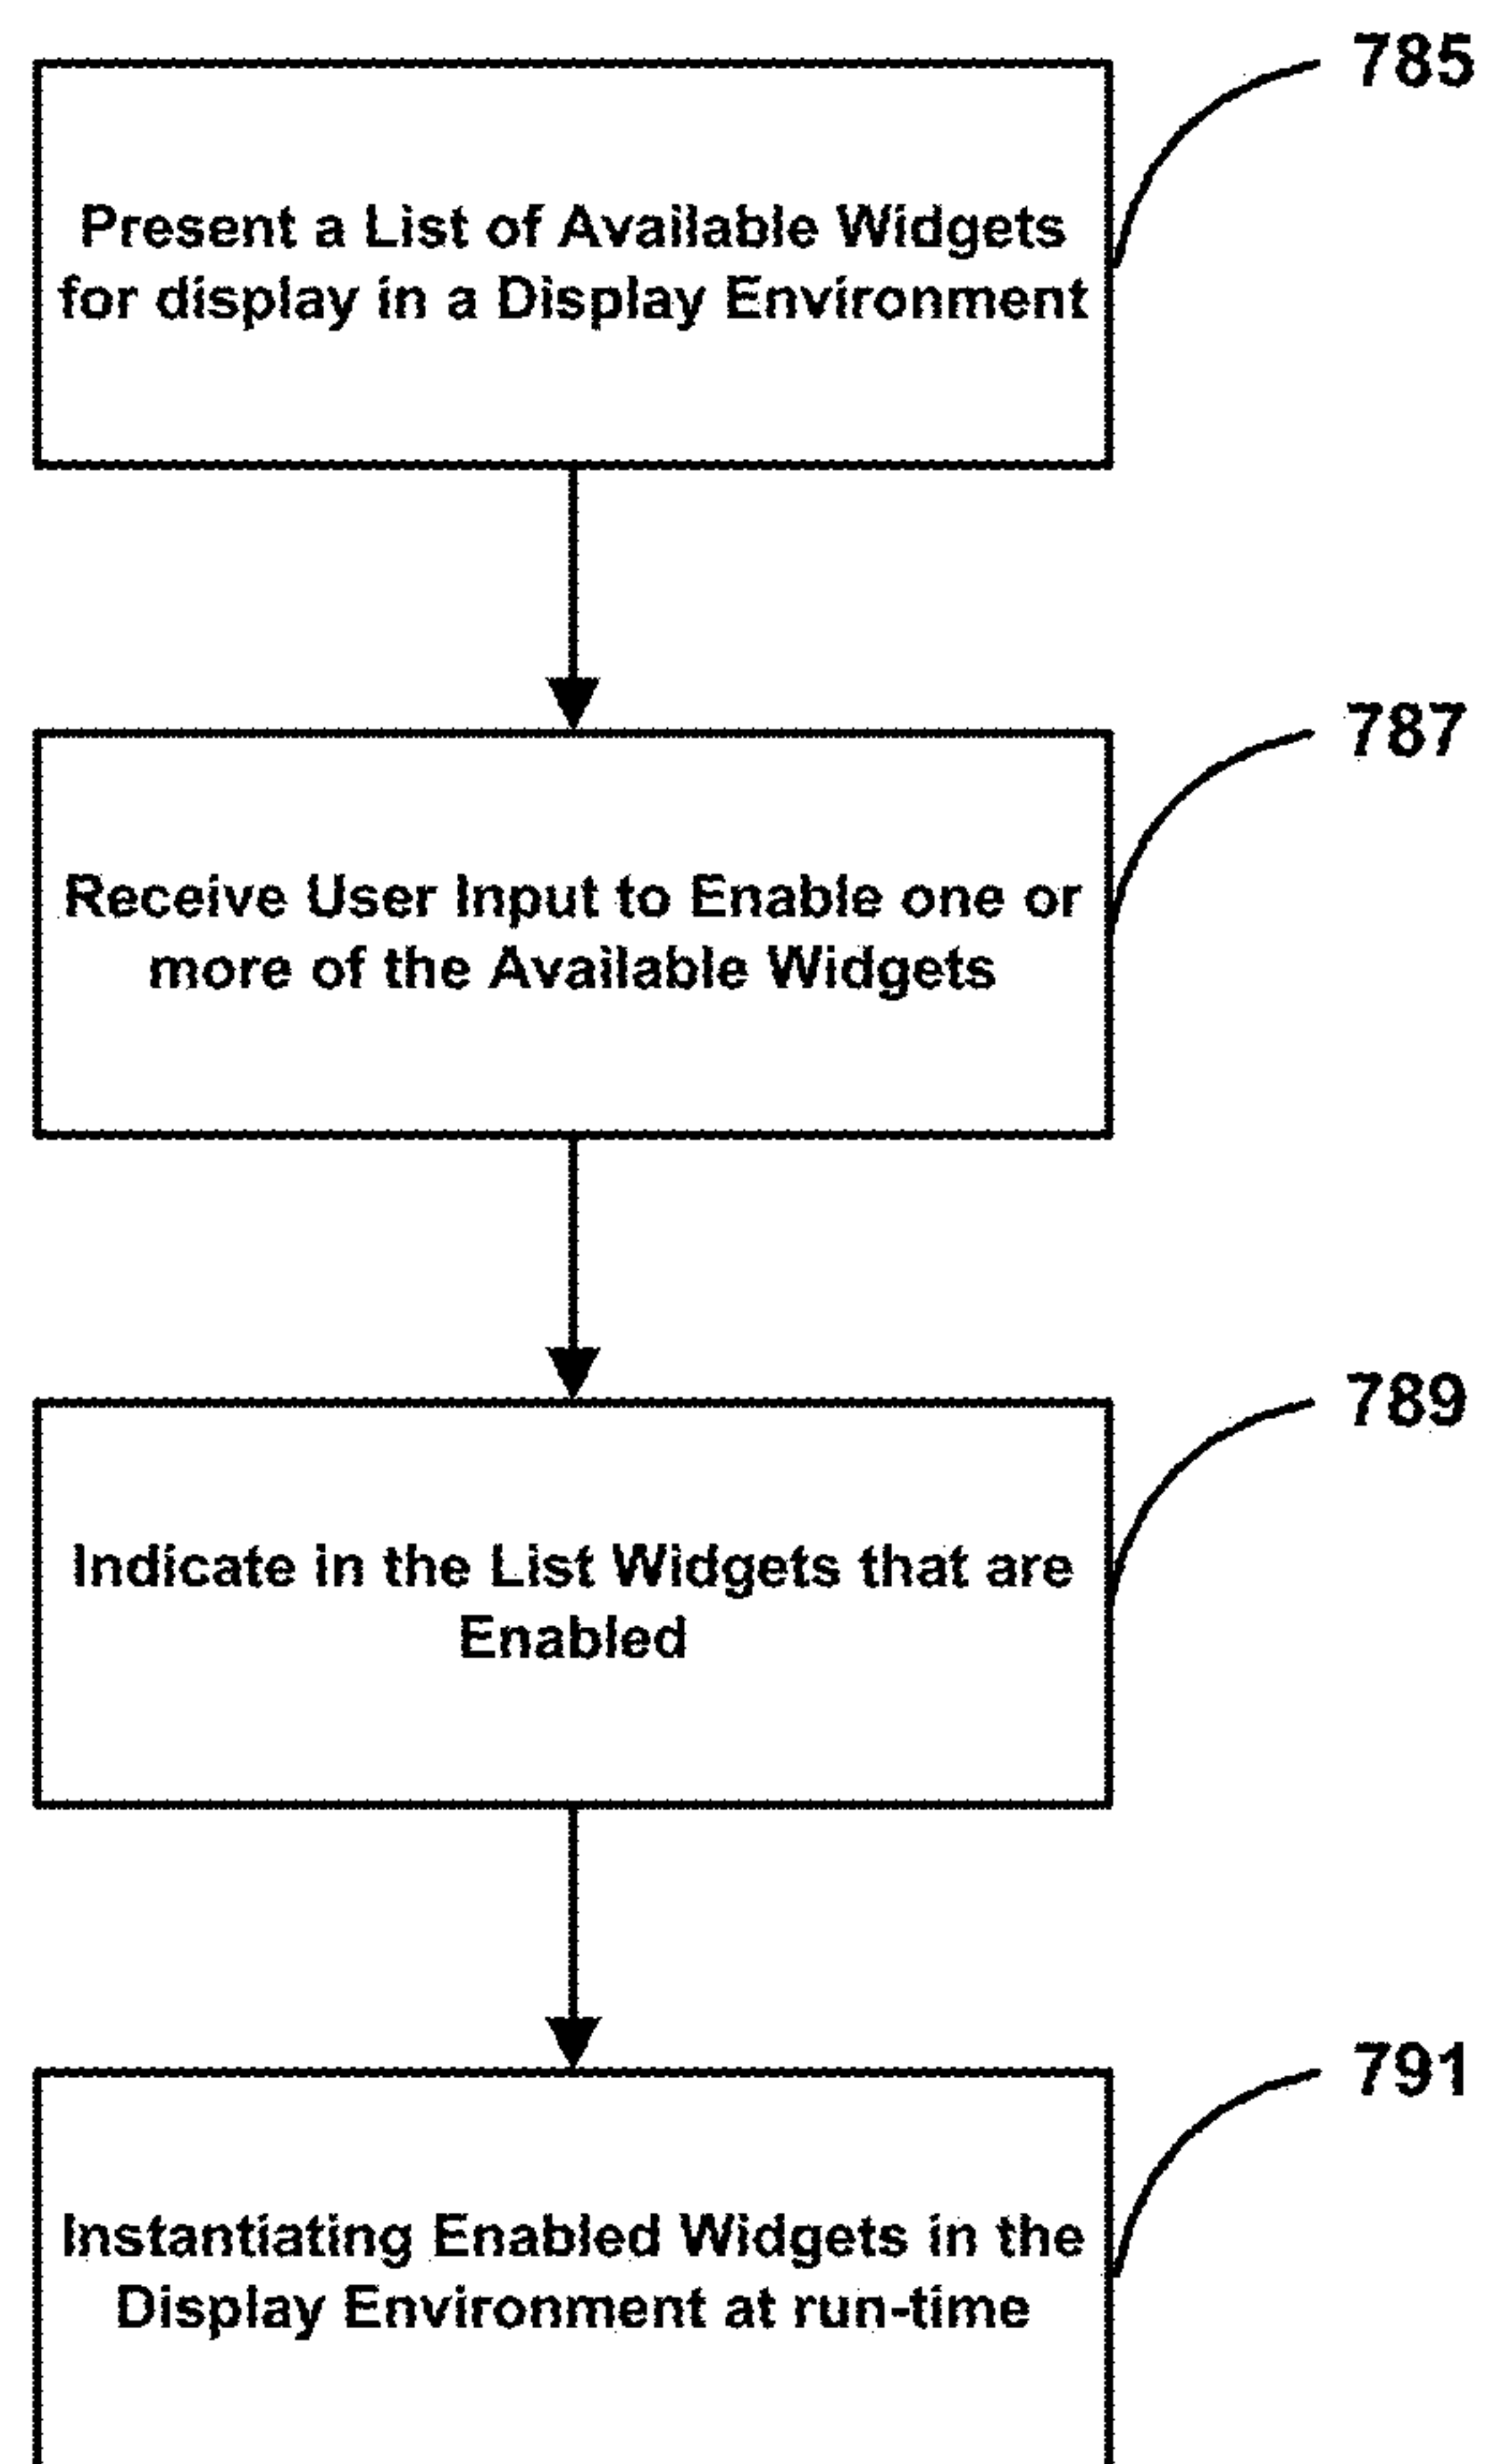 785
Present a List of Available Widgets
for display in a Display Environment
787
Receive User Input to Enable one or
more of the Available Widgets
789
Indicate in the List Widgets that are
Enabled
791
Instantiating Enabled Widgets in the
Display Environment at run-time